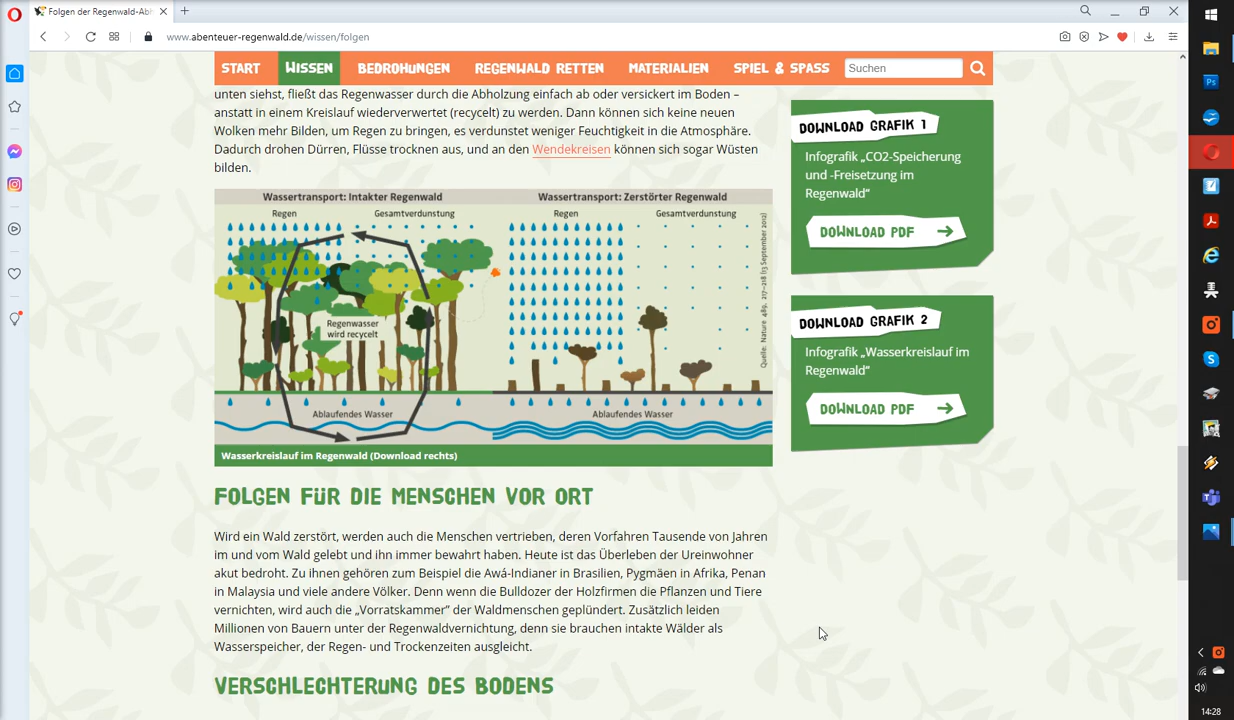 Folgen der Regenwald-Abh
www.abenteuer-regenwald.de/wissen/folgen
START WISSEN BEDROHUNGEN REGENWALD RETTEN MATERIALIEN SPIEL & SPASS Suchen
unten siehst, fließt das Regenwasser durch die Abholzung einfach ab oder versickert im Boden –
anstatt in einem Kreislauf wiederverwertet (recycelt) zu werden. Dann können sich keine neuen
Wolken mehr Bilden, um Regen zu bringen, es verdunstet weniger Feuchtigkeit in die Atmosphäre.
Dadurch drohen Dürren, Flüsse trocknen aus, und an den Wendekreisen können sich sogar Wüsten
bilden.
Wassertransport: Intakter Regenwald
Regen Gesamtverdunstung
Regenwasser
wird recycelt
Ablaufendes Wasser
Wassertransport: Zerstörter Regenwald
Regen Gesamtverdunstung
Ablaufendes Wasser
Quelle: Nature 489, 217–218 (13 September 2012)
Wasserkreislauf im Regenwald (Download rechts)
FOLGEN FÜR DIE MENSCHEN VOR ORT
Wird ein Wald zerstört, werden auch die Menschen vertrieben, deren Vorfahren Tausende von Jahren
im und vom Wald gelebt und ihn immer bewahrt haben. Heute ist das Überleben der Ureinwohner
akut bedroht. Zu ihnen gehören zum Beispiel die Awá-Indianer in Brasilien, Pygmäen in Afrika, Penan
in Malaysia und viele andere Völker. Denn wenn die Bulldozer der Holzfirmen die Pflanzen und Tiere
vernichten, wird auch die „Vorratskammer“ der Waldmenschen geplündert. Zusätzlich leiden
Millionen von Bauern unter der Regenwaldvernichtung, denn sie brauchen intakte Wälder als
Wasserspeicher, der Regen- und Trockenzeiten ausgleicht.
VERSCHLECHTERUNG DES BODENS
DOWNLOAD GRAFIK 1
Infografik „CO2-Speicherung
und -Freisetzung im
Regenwald“
DOWNLOAD PDF
DOWNLOAD GRAFIK 2
Infografik „Wasserkreislauf im
Regenwald“
DOWNLOAD PDF
Ps
14:28